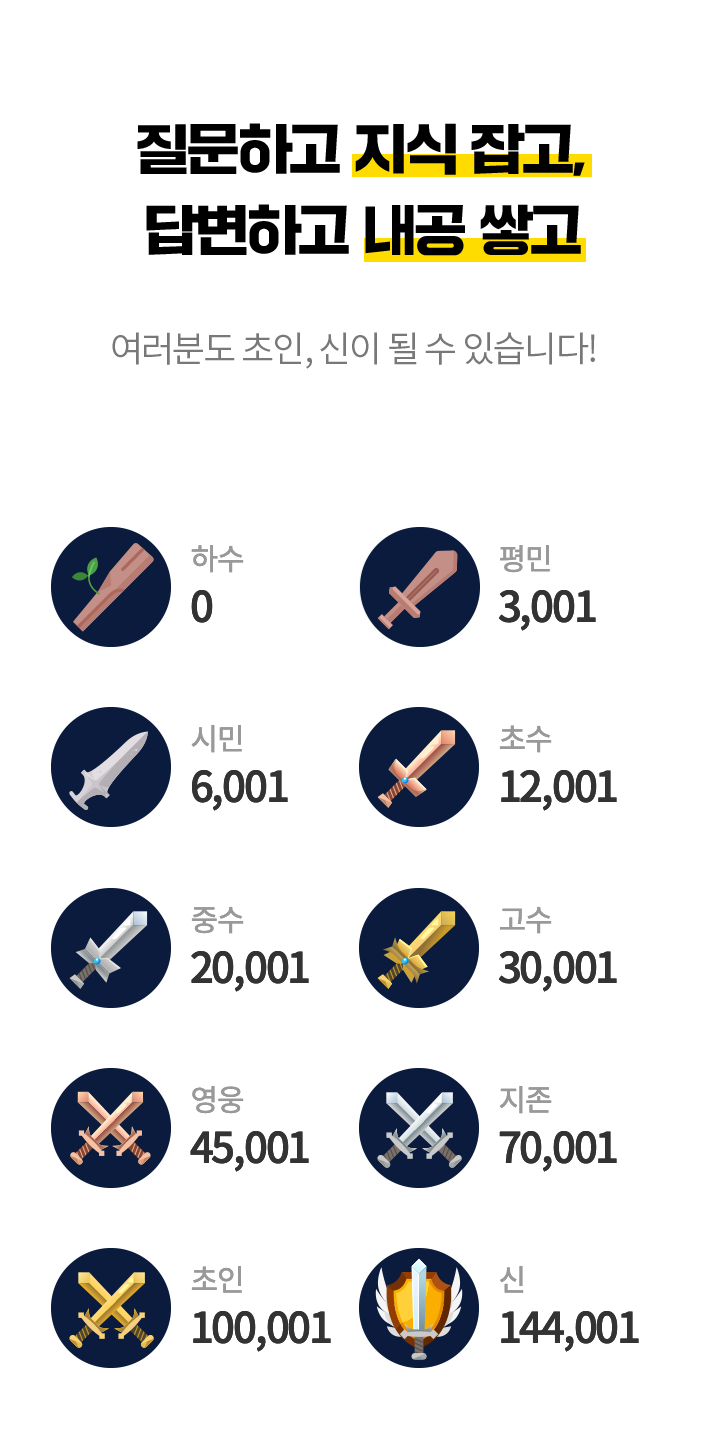 질문하고 지식 잡고,
답변하고 내공 쌓고
여러분도 초인, 신이 될 수 있습니다!
하수
0
평민
3,001
시민
6,001
초수
12,001
중수
20,001
고수
30,001
영웅
45,001
지존
70,001
초인
100,001
신
144,001